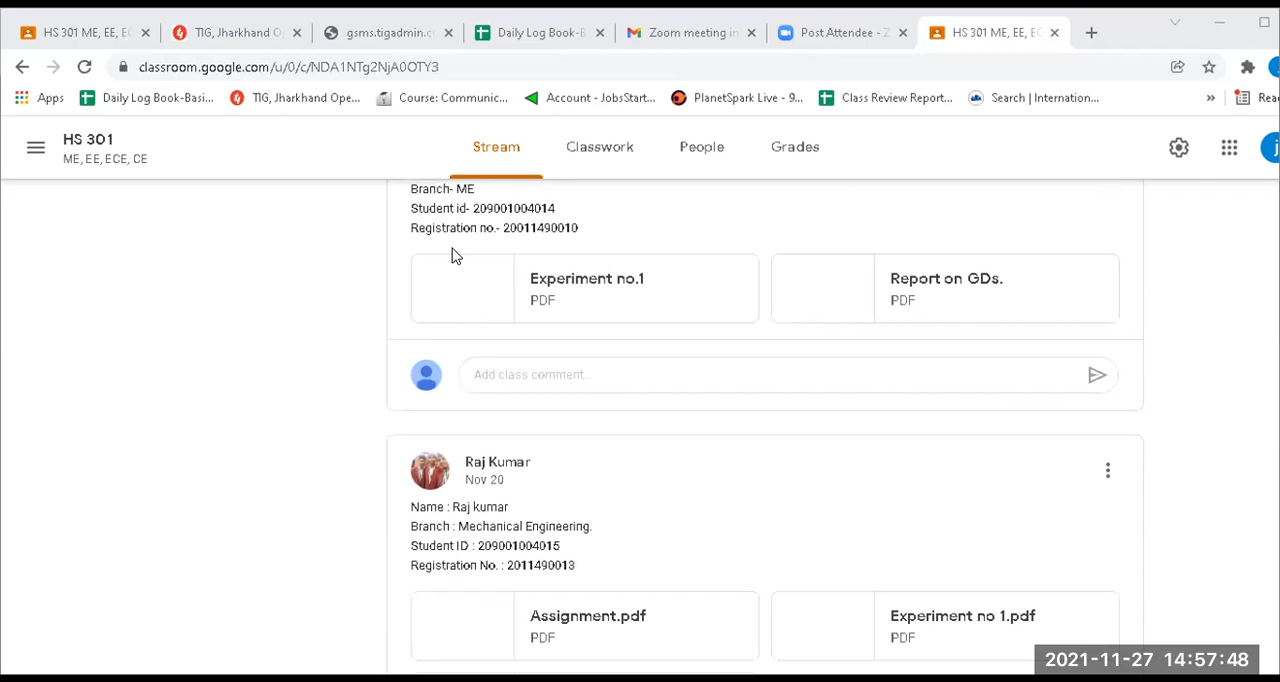 HS 301 ME, EE, EC
TIG, Jharkhand O
gsms.tigadmin.c
Daily Log Book-B
Zoom meeting in
Post Attendee - Z
HS 301 ME, EE, EC
classroom.google.com/u/0/c/NDA1NTg2NjA0OTY3
Apps
Daily Log Book-Basi...
TIG, Jharkhand Ope...
Course: Communic...
Account - JobsStart...
PlanetSpark Live - 9...
Class Review Report...
Search | Internation...
»
Rea
HS 301
ME, EE, ECE, CE
Stream
Classwork
People
Grades
j
Branch- ME
Student id- 209001004014
Registration no.- 20011490010
Experiment no.1
PDF
Report on GDs.
PDF
Add class comment...
Raj Kumar
Nov 20
Name : Raj kumar
Branch : Mechanical Engineering.
Student ID : 209001004015
Registration No. : 2011490013
Assignment.pdf
PDF
Experiment no 1.pdf
PDF
2021-11-27 14:57:48